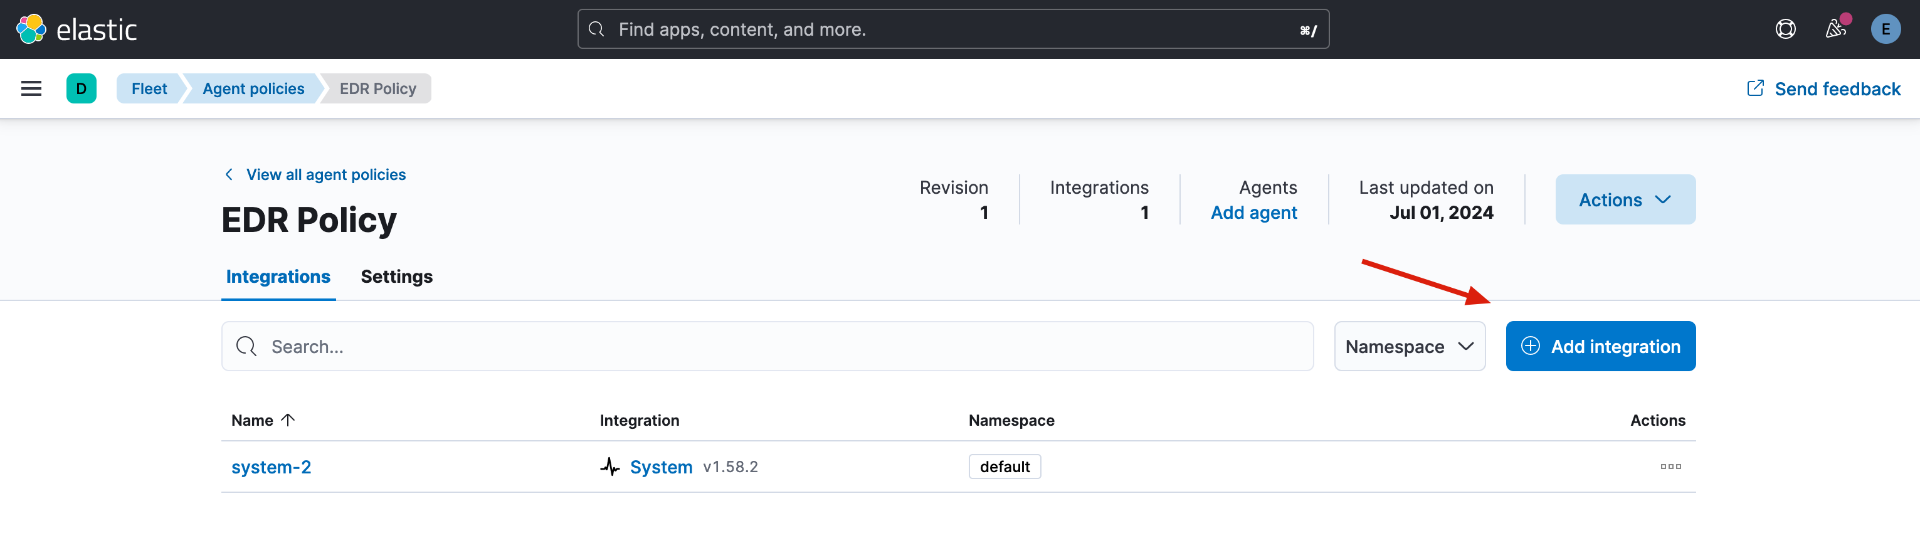 elastic
Find apps, content, and more.
⌘/
E
D
Fleet
Agent policies
EDR Policy
Send feedback
View all agent policies
EDR Policy
Revision
1
Integrations
1
Agents
Add agent
Last updated on
Jul 01, 2024
Actions
Integrations
Settings
Search...
Namespace
Add integration
Name
Integration
Namespace
Actions
system-2
System v1.58.2
default